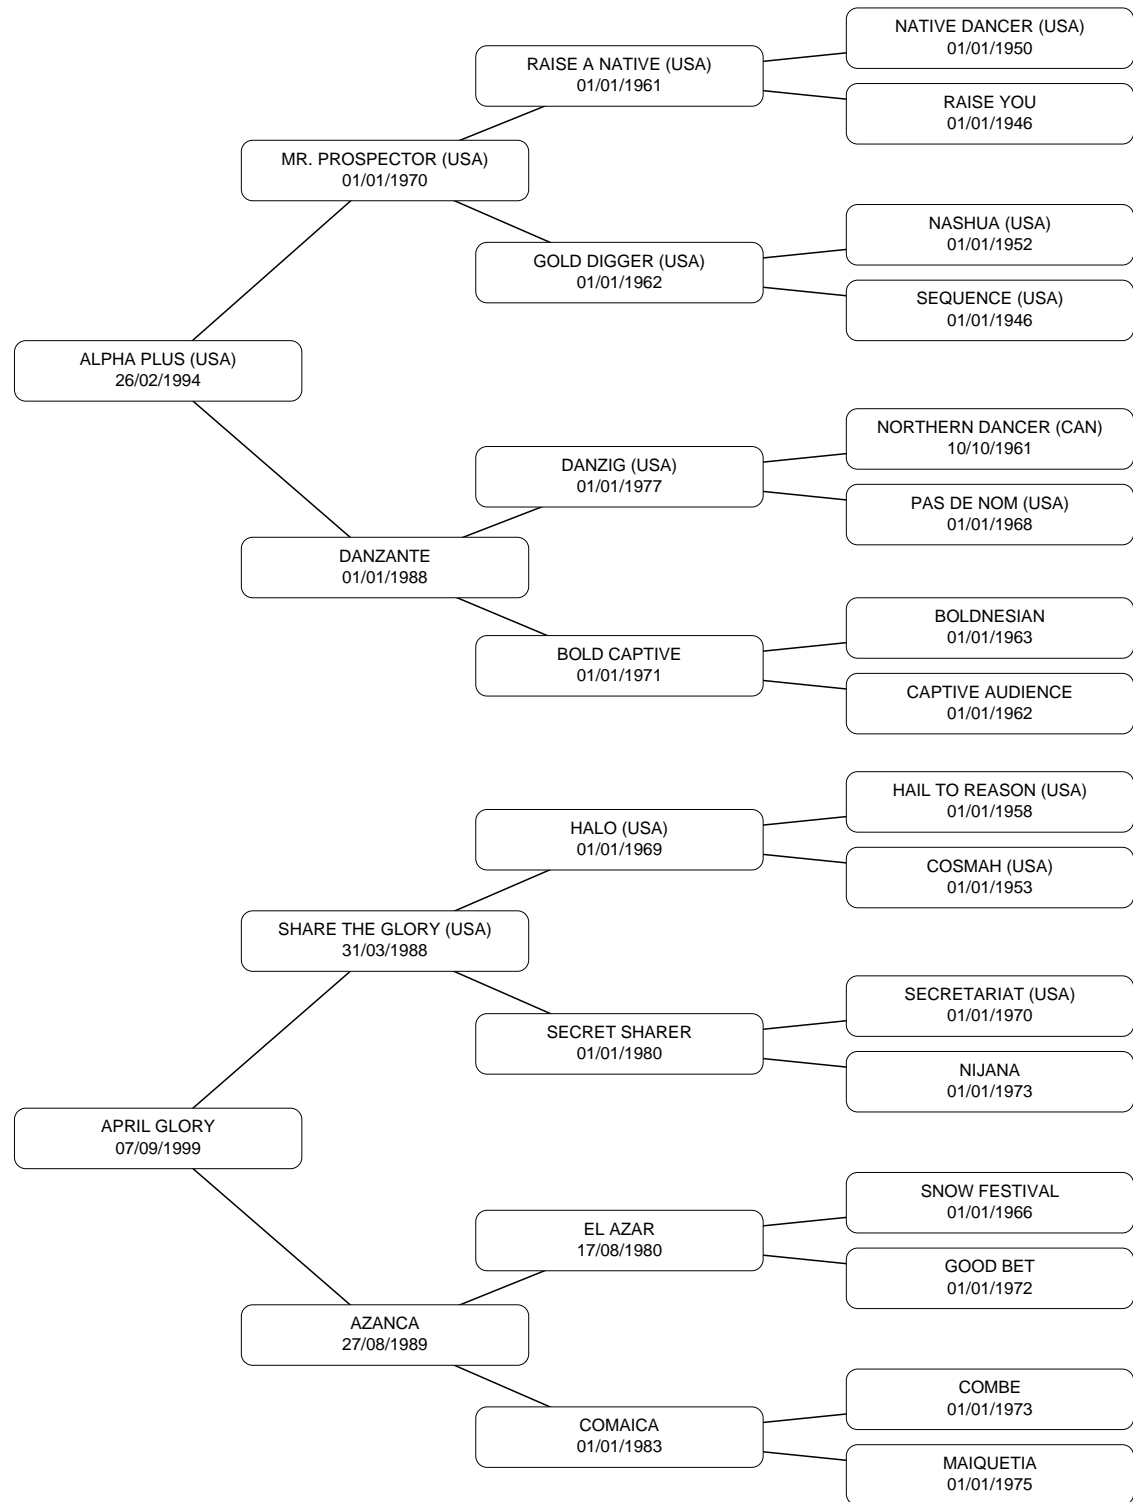 NATIVE DANCER (USA)
01/01/1950
RAISE A NATIVE (USA)
01/01/1961
RAISE YOU
01/01/1946
MR. PROSPECTOR (USA)
01/01/1970
NASHUA (USA)
01/01/1952
GOLD DIGGER (USA)
01/01/1962
SEQUENCE (USA)
01/01/1946
ALPHA PLUS (USA)
26/02/1994
NORTHERN DANCER (CAN)
10/10/1961
DANZIG (USA)
01/01/1977
PAS DE NOM (USA)
01/01/1968
DANZANTE
01/01/1988
BOLDNESIAN
01/01/1963
BOLD CAPTIVE
01/01/1971
CAPTIVE AUDIENCE
01/01/1962
HAIL TO REASON (USA)
01/01/1958
HALO (USA)
01/01/1969
COSMAH (USA)
01/01/1953
SHARE THE GLORY (USA)
31/03/1988
SECRETARIAT (USA)
01/01/1970
SECRET SHARER
01/01/1980
NIJANA
01/01/1973
APRIL GLORY
07/09/1999
SNOW FESTIVAL
01/01/1966
EL AZAR
17/08/1980
GOOD BET
01/01/1972
AZANCA
27/08/1989
COMBE
01/01/1973
COMAICA
01/01/1983
MAIQUETIA
01/01/1975